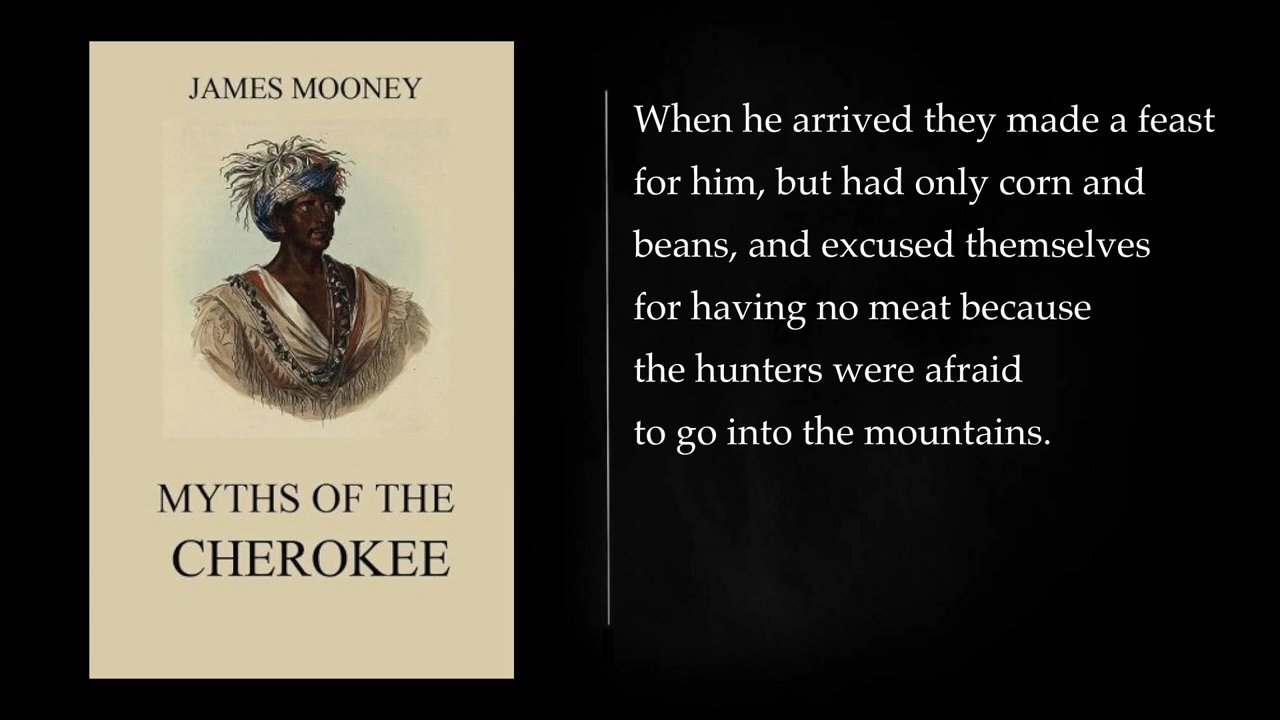 JAMES MOONEY
MYTHS OF THE
CHEROKEE
When he arrived they made a feast
for him, but had only corn and
beans, and excused themselves
for having no meat because
the hunters were afraid
to go into the mountains.